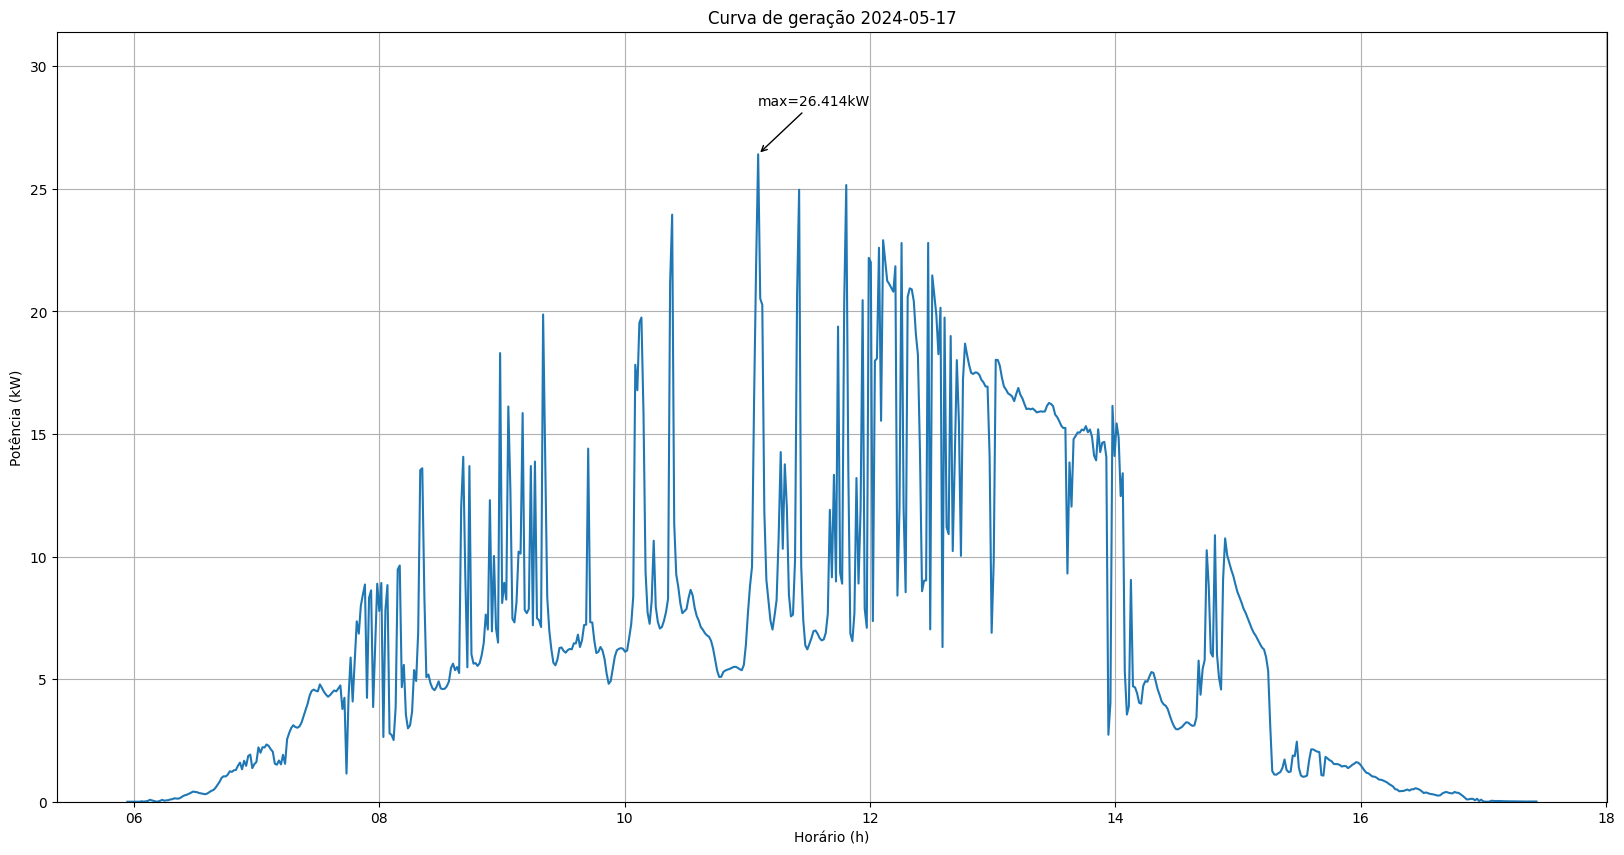 Curva de geração 2024-05-17
Potência (kW)
30
25
20
15
10
5
0
max=26.414kW
06 08 10 12 14 16 18
Horário (h)